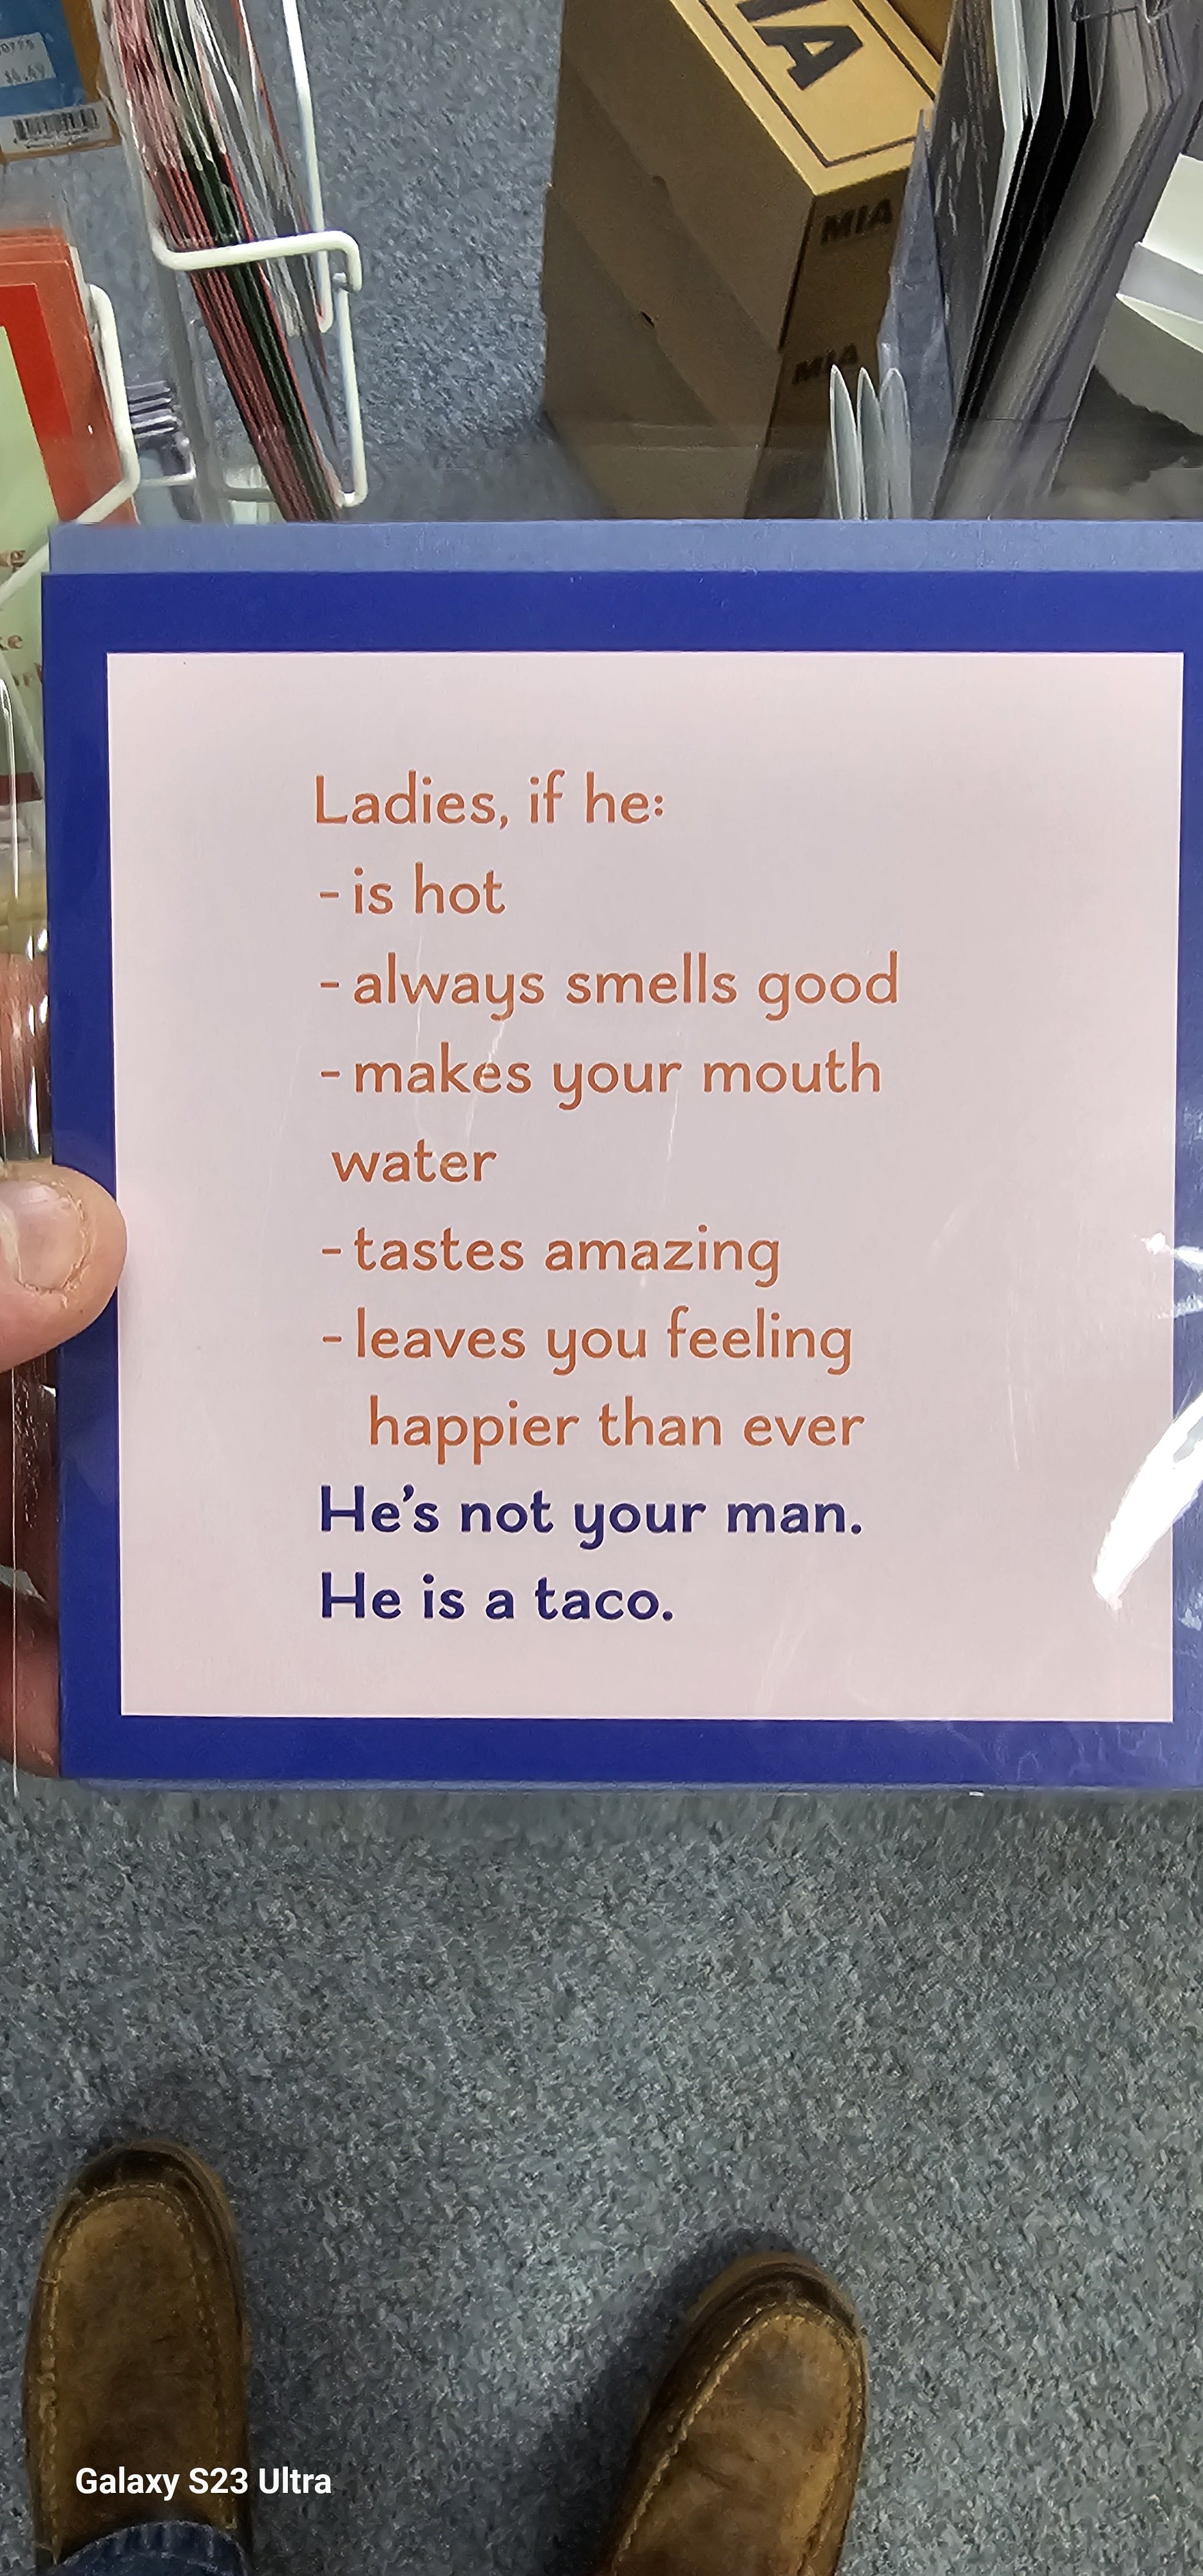 00775
MIA
MIA
Ladies, if he:
- is hot
- always smells good
- makes your mouth
water
- tastes amazing
- leaves you feeling
happier than ever
He's not your man.
He is a taco.
Galaxy S23 Ultra